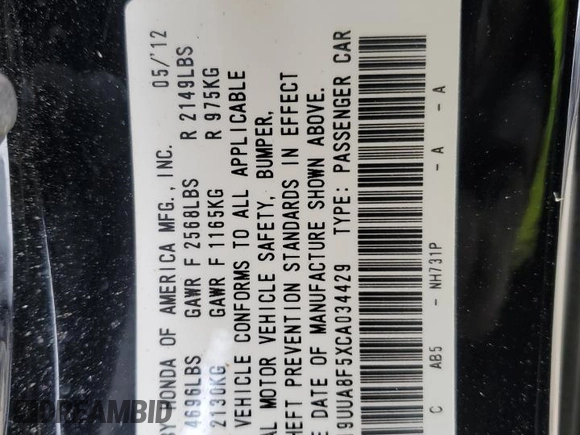 BY HONDA OF AMERICA MFG., INC. 05/'12
4696LBS GAWR F 2568LBS R 2149LBS
2130KG GAWR F 1165KG R 975KG
VEHICLE CONFORMS TO ALL APPLICABLE
AL MOTOR VEHICLE SAFETY, BUMPER,
HEFT PREVENTION STANDARDS IN EFFECT
E DATE OF MANUFACTURE SHOWN ABOVE.
9UUA8F5XCA034429 TYPE: PASSENGER CAR
C AB5 - NH731P - A - A
DREAMBID